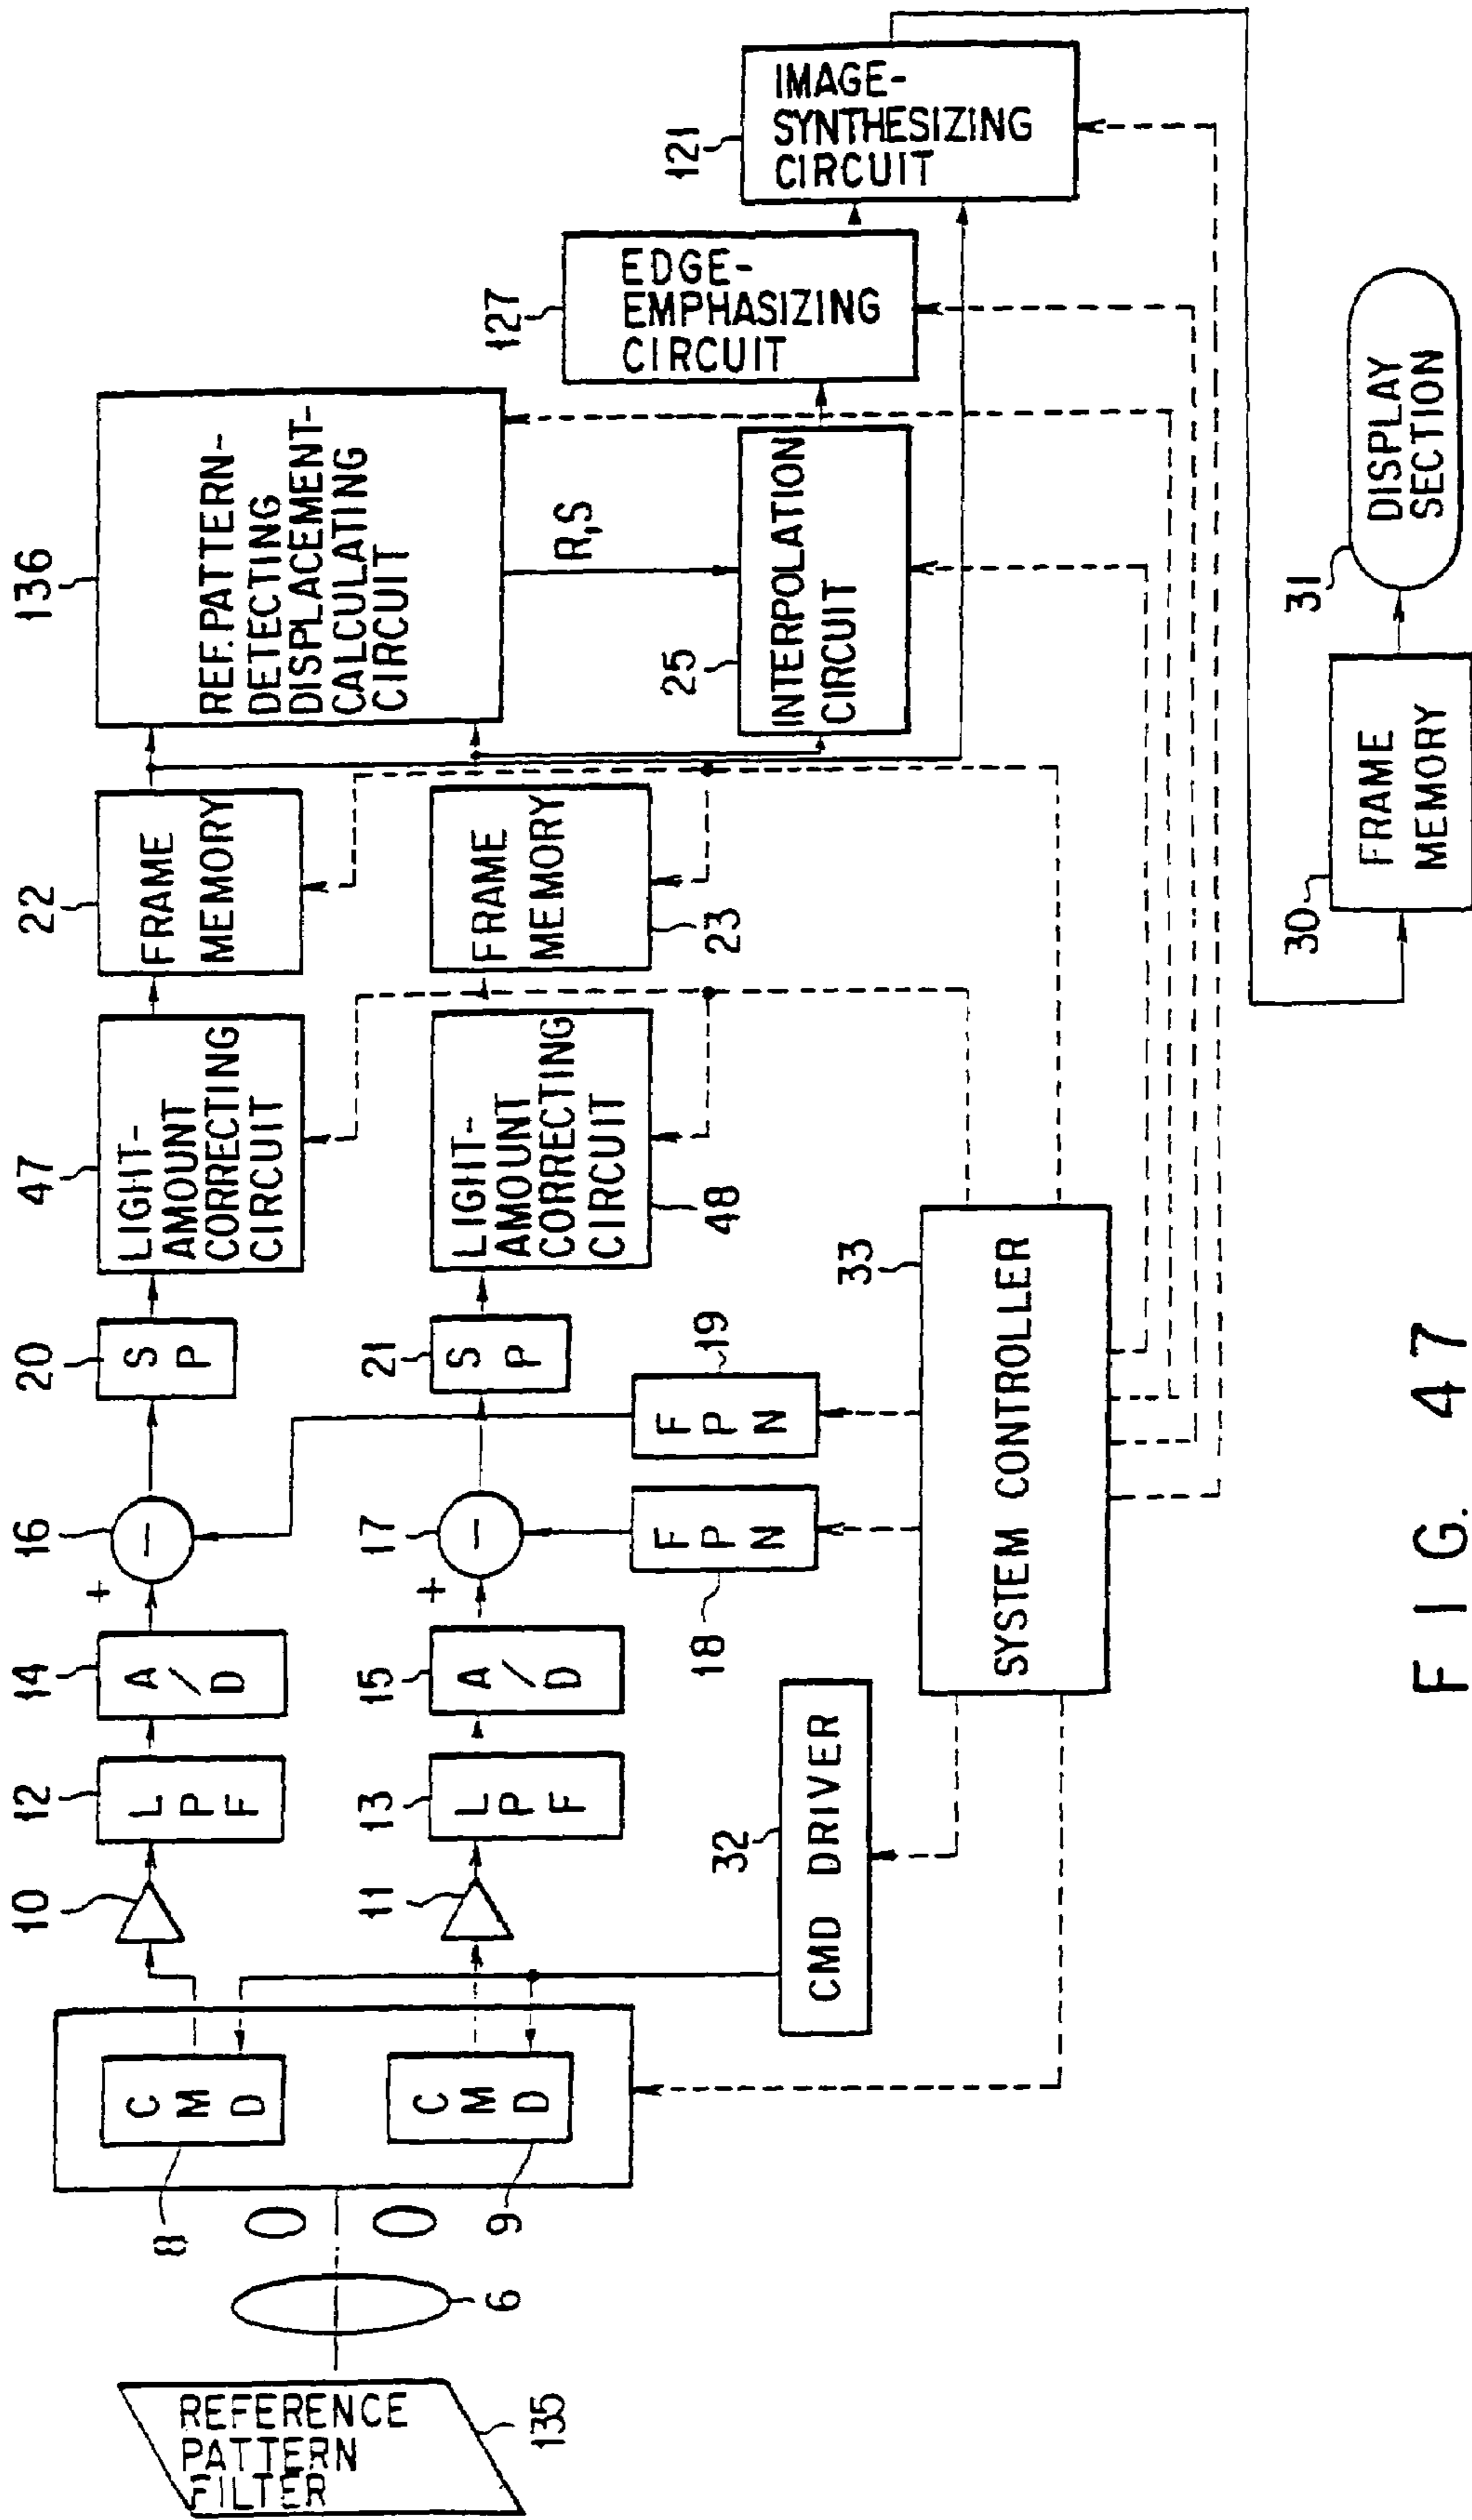 REFERENCE
PATTERN
FILTER
135
6
8
9
C
M
D
C
M
D
10
11
12
L
P
F
13
L
P
F
14
A
/
D
15
A
/
D
16
+
−
17
+
−
18
F
P
N
19
F
P
N
20
S
P
21
S
P
47
LIGHT-
AMOUNT
CORRECTING
CIRCUIT
48
LIGHT-
AMOUNT
CORRECTING
CIRCUIT
22
FRAME
MEMORY
23
FRAME
MEMORY
136
REF.PATTERN-
DETECTING
DISPLACEMENT-
CALCULATING
CIRCUIT
R,S
25
INTERPOLATION
CIRCUIT
127
EDGE-
EMPHASIZING
CIRCUIT
121
IMAGE-
SYNTHESIZING
CIRCUIT
32
CMD DRIVER
33
SYSTEM CONTROLLER
30
FRAME
MEMORY
31
DISPLAY
SECTION
FIG. 47